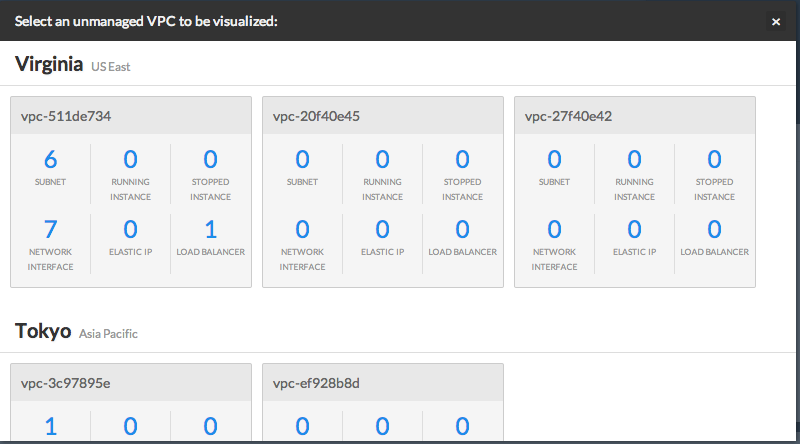 Select an unmanaged VPC to be visualized: ×
Virginia US East
vpc-511de734 vpc-20f40e45 vpc-27f40e42
6 0 0 0 0 0 0 0 0
SUBNET RUNNING STOPPED SUBNET RUNNING STOPPED SUBNET RUNNING STOPPED
INSTANCE INSTANCE INSTANCE INSTANCE INSTANCE INSTANCE
7 0 1 0 0 0 0 0 0
NETWORK ELASTIC IP LOAD BALANCER NETWORK ELASTIC IP LOAD BALANCER NETWORK ELASTIC IP LOAD BALANCER
INTERFACE INTERFACE INTERFACE
Tokyo Asia Pacific
vpc-3c97895e vpc-ef928b8d
1 0 0 0 0 0